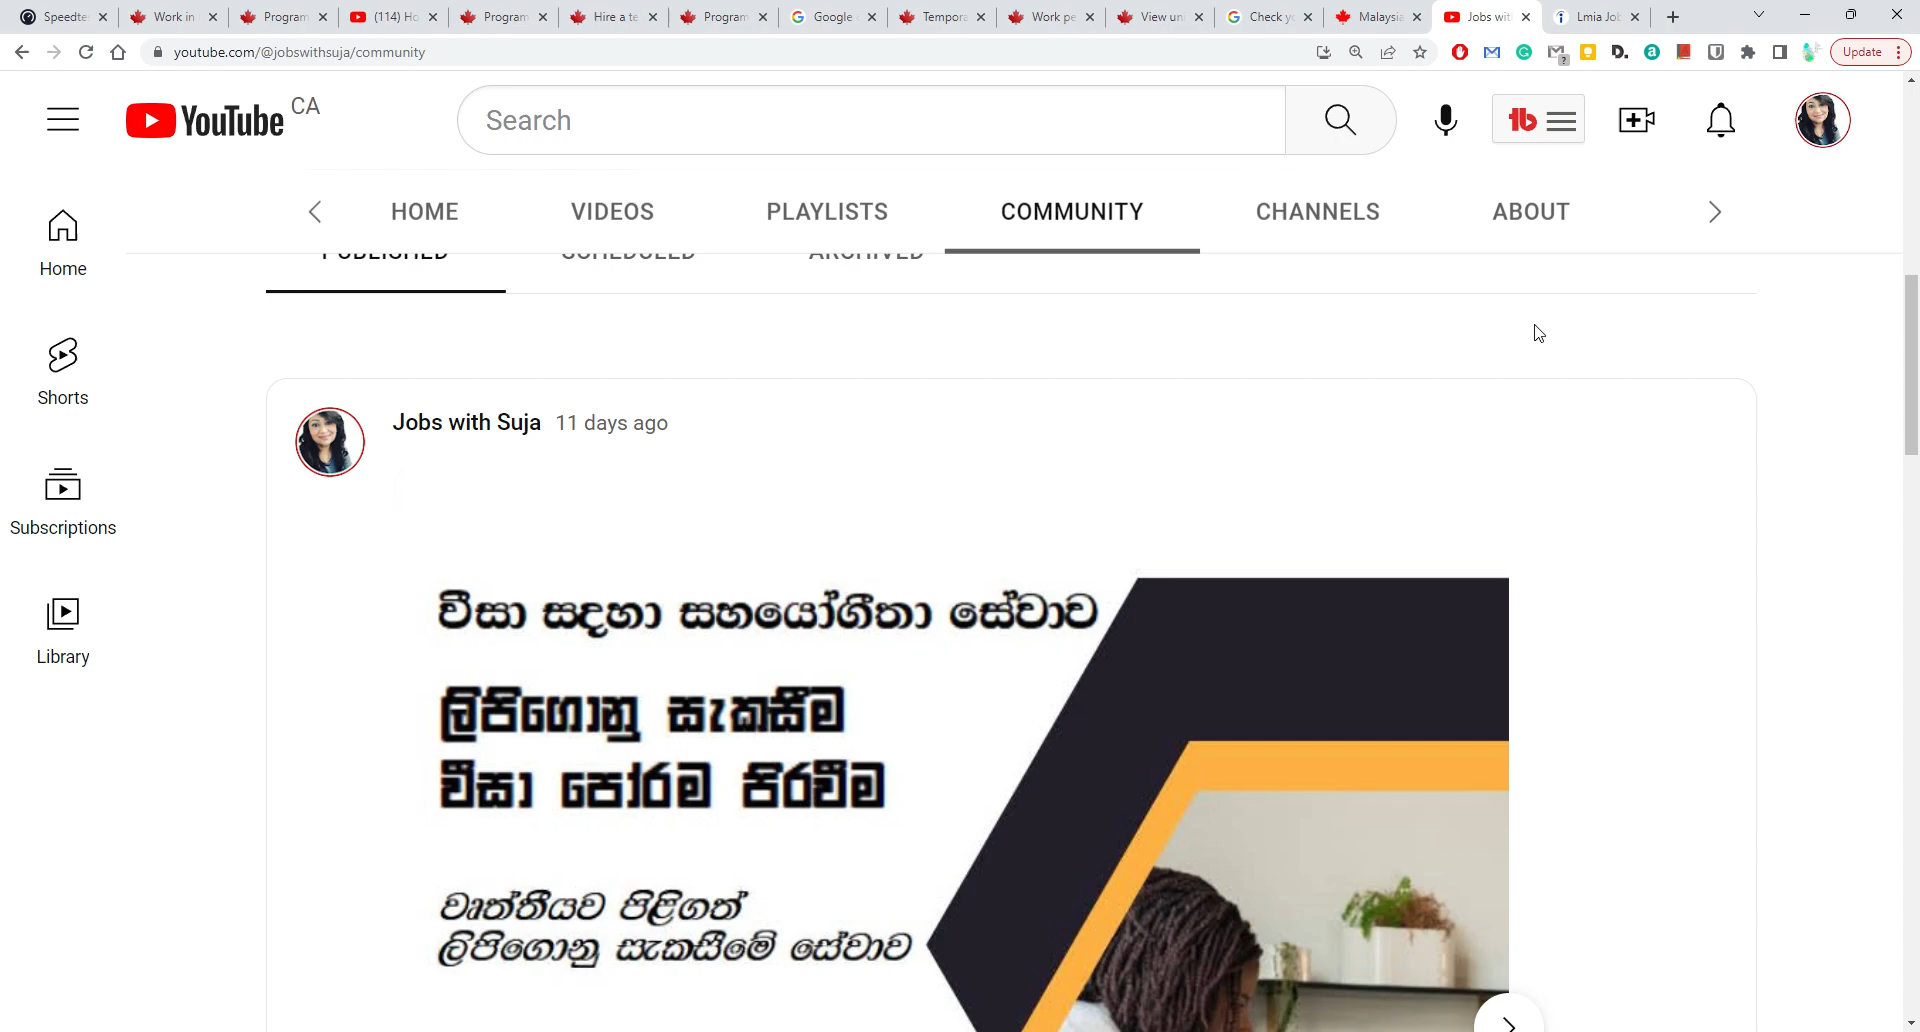 Speedte
Work in
Program
(114) Ho
Program
Hire a te
Program
Google
Tempora
Work pe
View un
Check yo
Malaysia
Jobs wit
Lmia Job
youtube.com/@jobswithsuja/community
Update
YouTube CA
Search
HOME
VIDEOS
PLAYLISTS
COMMUNITY
CHANNELS
ABOUT
PUBLISHED
SCHEDULED
ARCHIVED
Home
Shorts
Subscriptions
Library
Jobs with Suja 11 days ago
වීසා සදහා සහයෝගීතා සේවාව
ලිපිගොනු සැකසීම
වීසා පෝරම පිරවීම
වෘත්තීයව පිළිගත්
ලිපිගොනු සැකසීමේ සේවාව